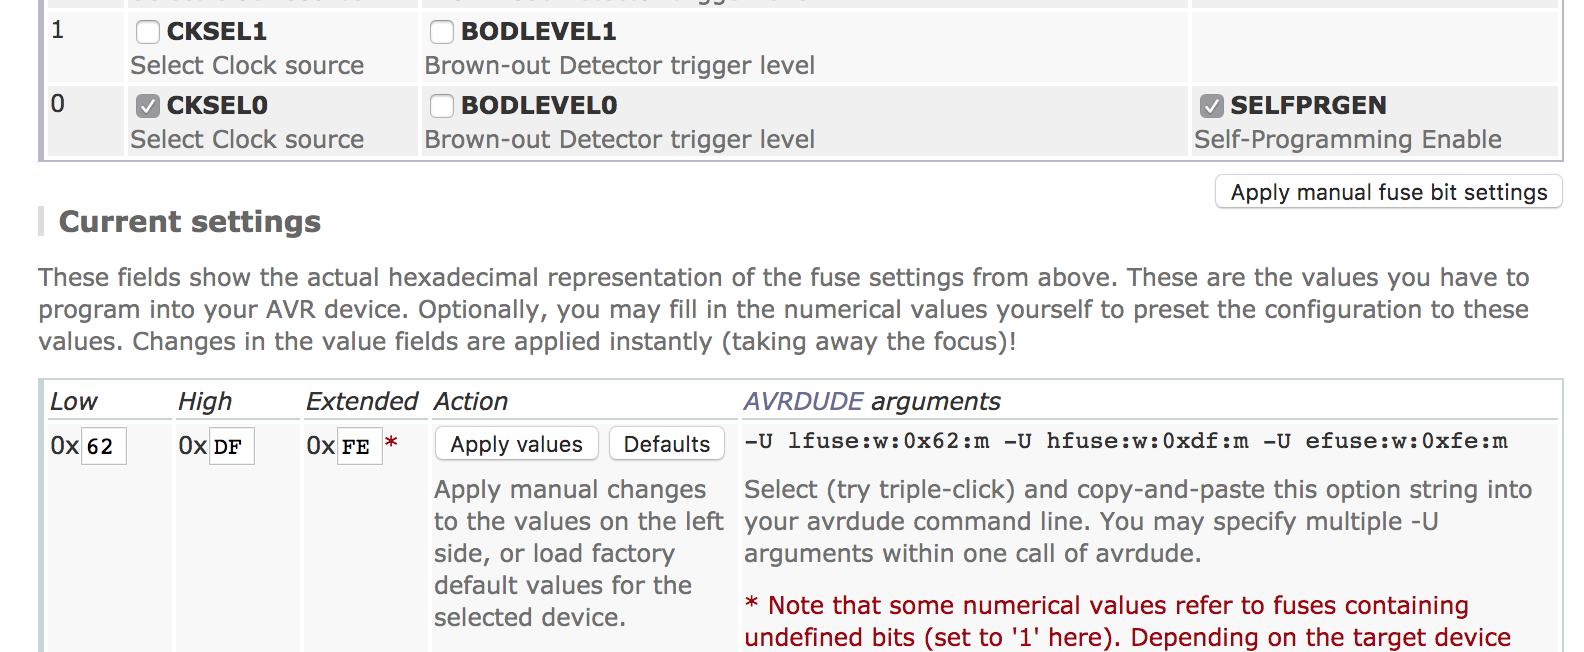 1 CKSEL1 BODLEVEL1
Select Clock source Brown-out Detector trigger level
0 CKSEL0 BODLEVEL0 SELFPRGEN
Select Clock source Brown-out Detector trigger level Self-Programming Enable
Apply manual fuse bit settings
Current settings
These fields show the actual hexadecimal representation of the fuse settings from above. These are the values you have to
program into your AVR device. Optionally, you may fill in the numerical values yourself to preset the configuration to these
values. Changes in the value fields are applied instantly (taking away the focus)!
Low High Extended Action AVRDUDE arguments
0x 62 0x DF 0x FE * Apply values Defaults -U lfuse:w:0x62:m -U hfuse:w:0xdf:m -U efuse:w:0xfe:m
Apply manual changes
to the values on the left
side, or load factory
default values for the
selected device.
Select (try triple-click) and copy-and-paste this option string into
your avrdude command line. You may specify multiple -U
arguments within one call of avrdude.
* Note that some numerical values refer to fuses containing
undefined bits (set to '1' here). Depending on the target device